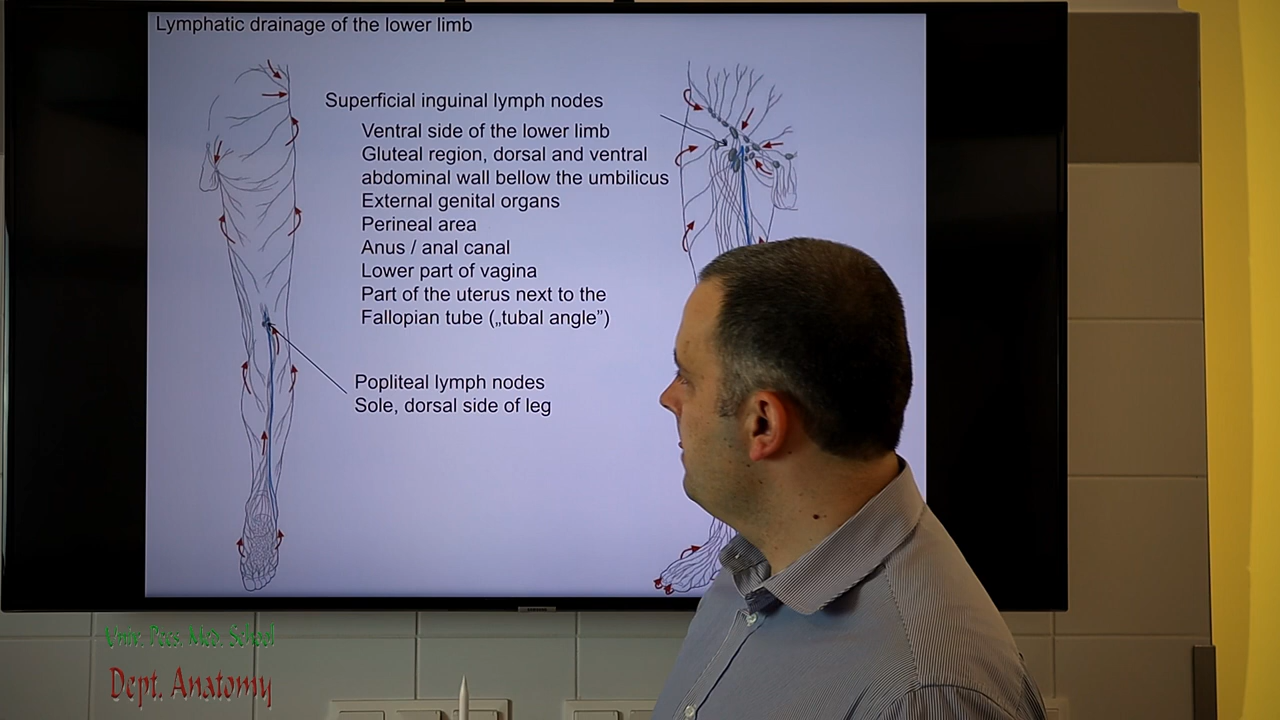 Lymphatic drainage of the lower limb
Superficial inguinal lymph nodes
Ventral side of the lower limb
Gluteal region, dorsal and ventral
abdominal wall bellow the umbilicus
External genital organs
Perineal area
Anus / anal canal
Lower part of vagina
Part of the uterus next to the
Fallopian tube („tubal angle”)
Popliteal lymph nodes
Sole, dorsal side of leg
Univ. Pecs. Med. School
Dept. Anatomy